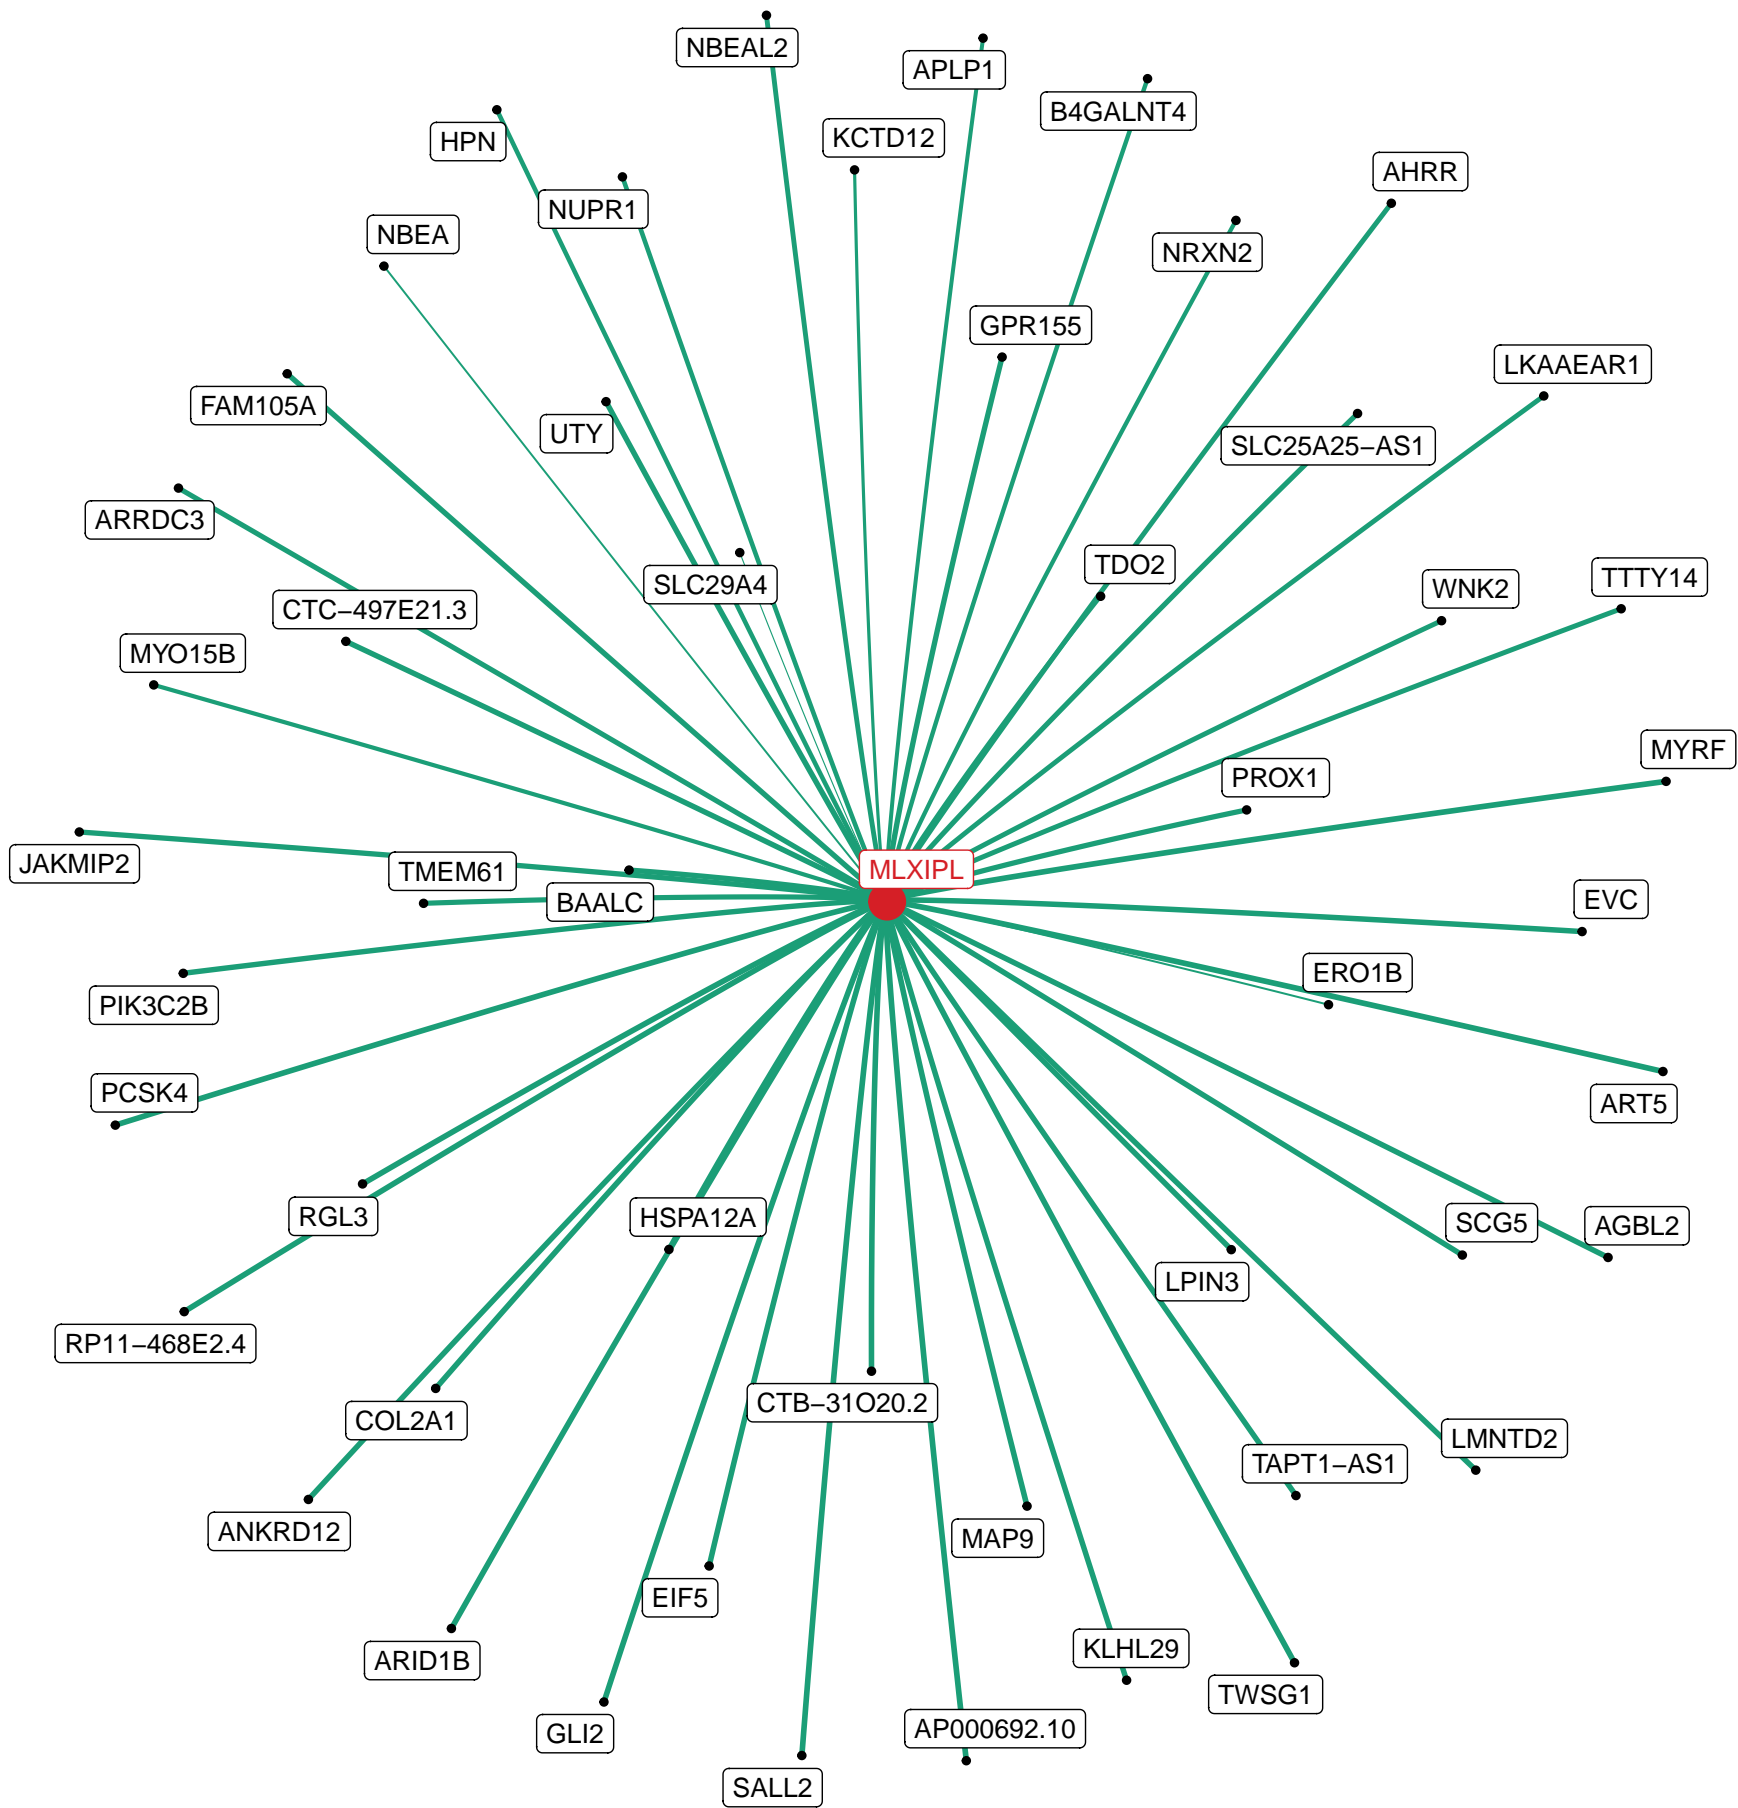 NBEAL2
APLP1
B4GALNT4
HPN
KCTD12
AHRR
NUPR1
NBEA
NRXN2
GPR155
LKAAEAR1
FAM105A
UTY
SLC25A25−AS1
ARRDC3
TDO2
SLC29A4
TTTY14
WNK2
CTC−497E21.3
MYO15B
MYRF
PROX1
JAKMIP2
TMEM61
MLXIPL
BAALC
EVC
ERO1B
PIK3C2B
PCSK4
ART5
RGL3
HSPA12A
SCG5
AGBL2
LPIN3
RP11−468E2.4
CTB−31O20.2
COL2A1
LMNTD2
TAPT1−AS1
ANKRD12
MAP9
EIF5
KLHL29
ARID1B
TWSG1
AP000692.10
GLI2
SALL2